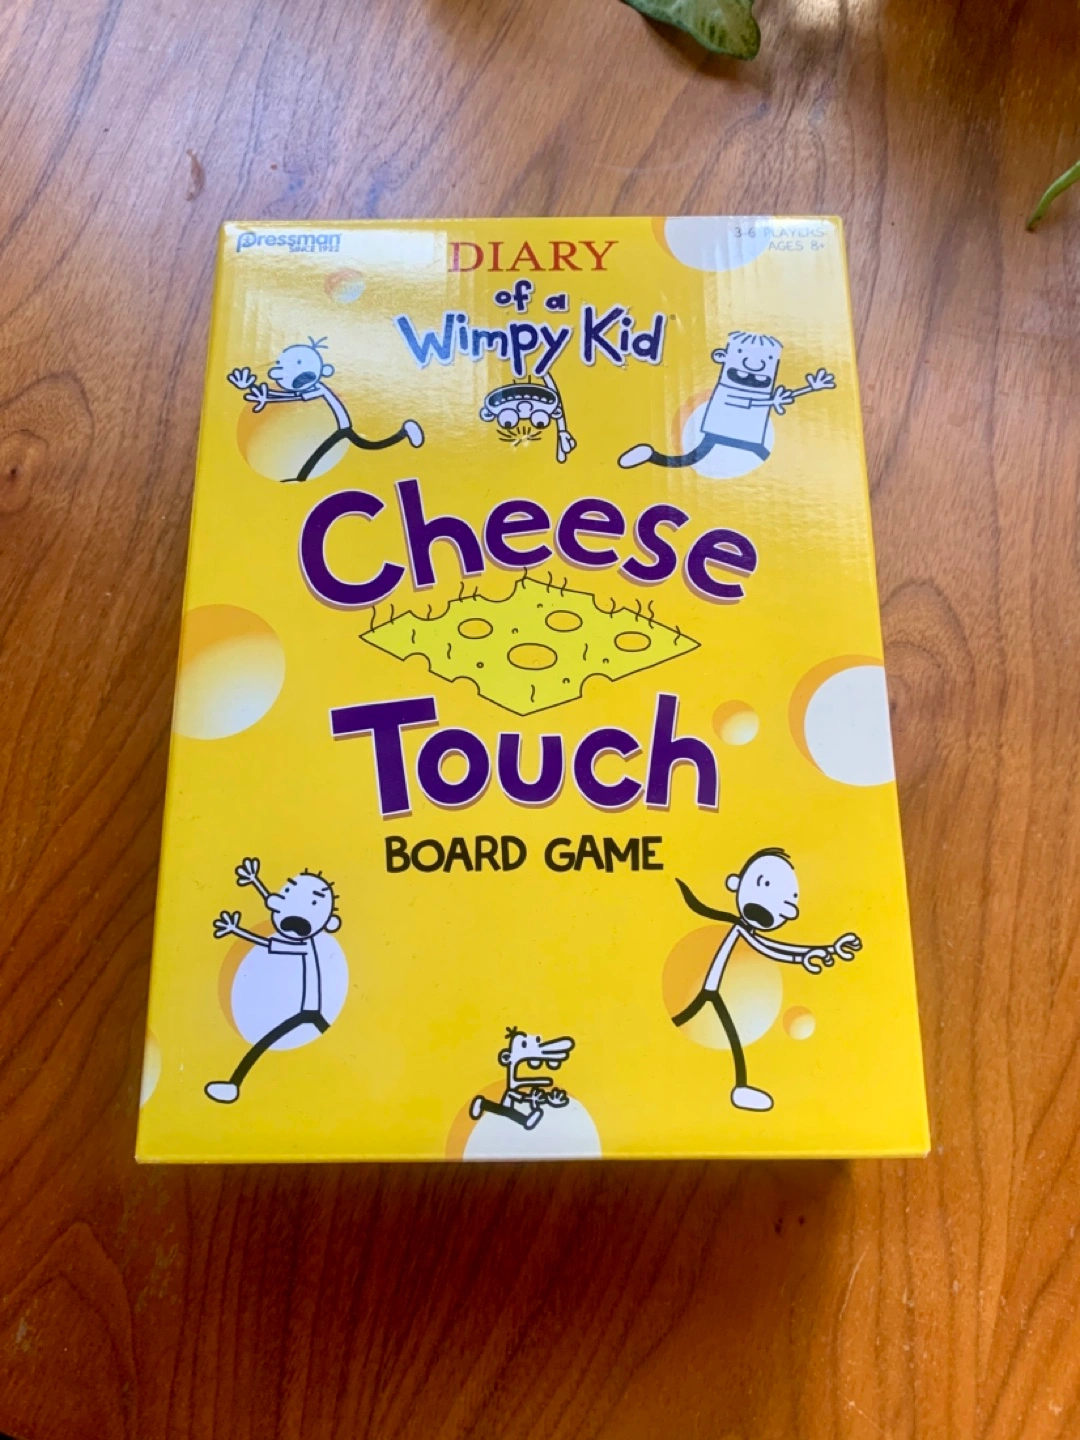 Pressman
SINCE 1922
3-6 PLAYERS
AGES 8+
DIARY
of a
Wimpy Kid
Cheese
Touch
BOARD GAME